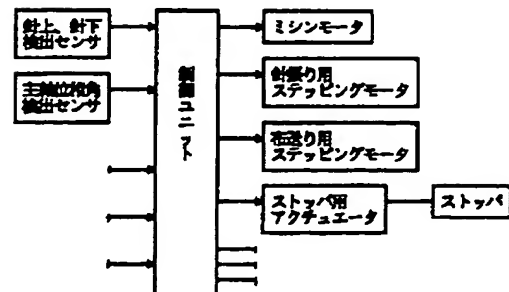 針上、針下
検出センサ
主軸位相角
検出センサ
制御ユニット
ミシンモータ
針振り用
ステッピングモータ
布送り用
ステッピングモータ
ストッパ用
アクチュエータ
ストッパ